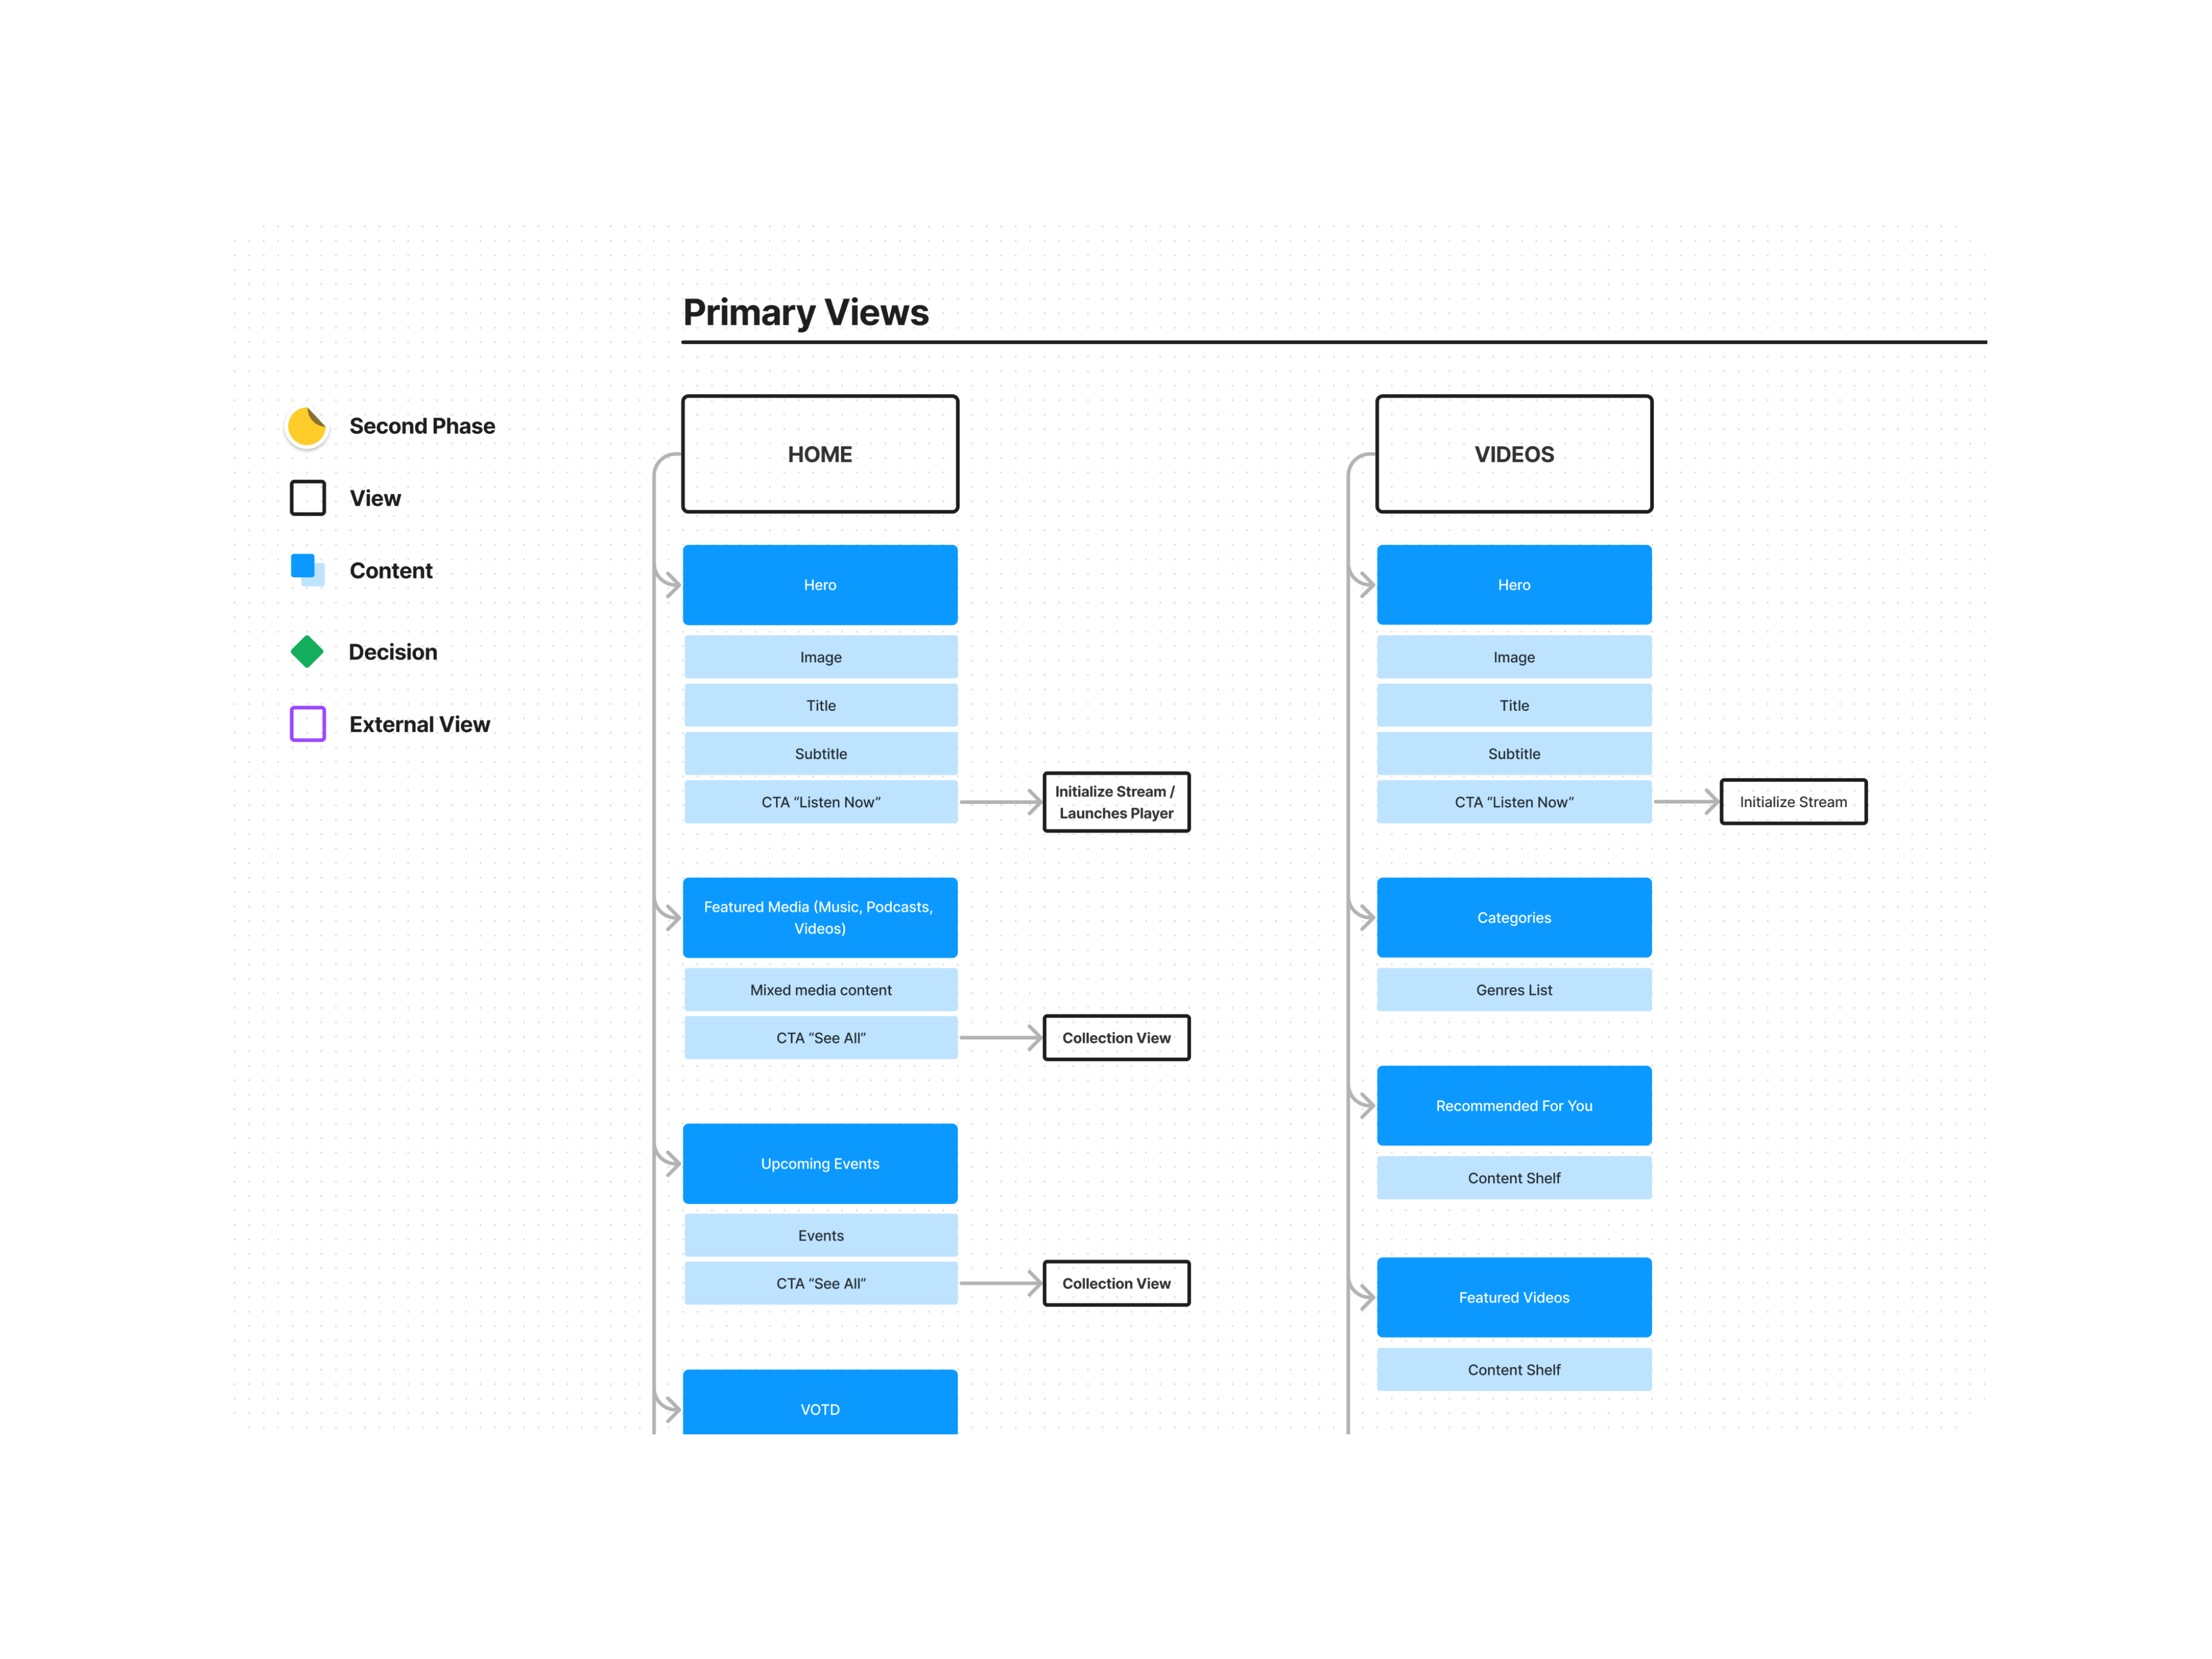 Primary Views
Second Phase
View
Content
Decision
External View
HOME
Hero
Image
Title
Subtitle
CTA “Listen Now”
Initialize Stream /
Launches Player
Featured Media (Music, Podcasts,
Videos)
Mixed media content
CTA “See All”
Collection View
Upcoming Events
Events
CTA “See All”
Collection View
VOTD
VIDEOS
Hero
Image
Title
Subtitle
CTA “Listen Now”
Initialize Stream
Categories
Genres List
Recommended For You
Content Shelf
Featured Videos
Content Shelf